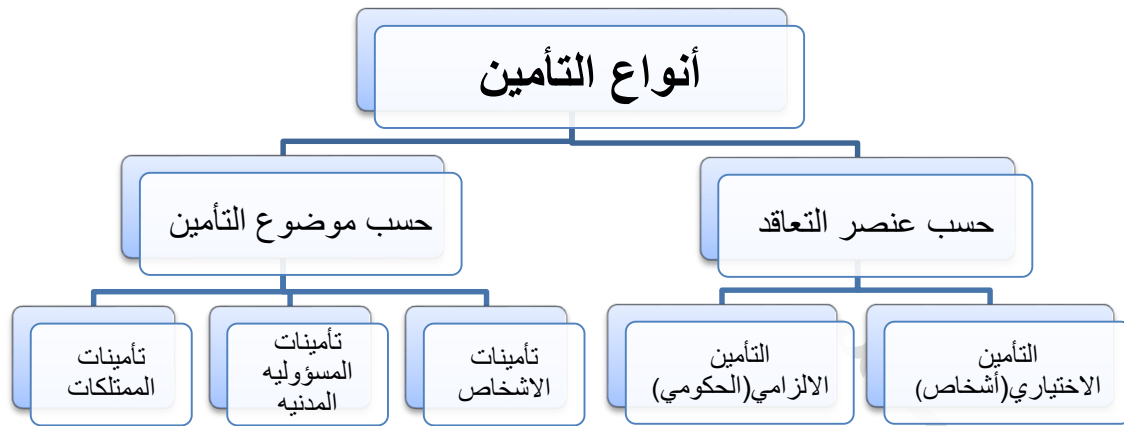 أنواع التأمين
حسب عنصر التعاقد
حسب موضوع التأمين
التأمين
الاختياري(أشخاص)
التأمين
الالزامي(الحكومي)
تأمينات
الاشخاص
تأمينات
المسؤوليه
المدنيه
تأمينات
الممتلكات